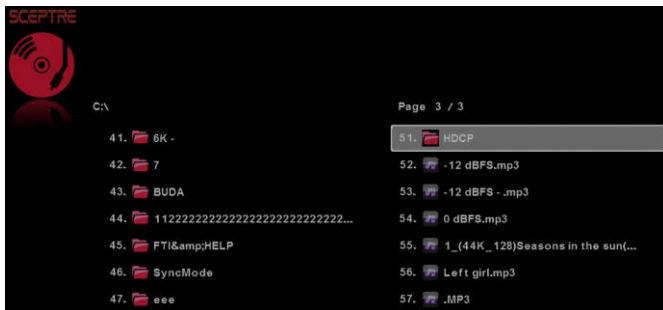 SCEPTRE
C:\
Page 3 / 3
41. 6K -
42. 7
43. BUDA
44. 11222222222222222222222222222...
45. FTI&amp;HELP
46. SyncMode
47. eee
51. HDCP
52. -12 dBFS.mp3
53. -12 dBFS - .mp3
54. 0 dBFS.mp3
55. 1_(44K_128)Seasons in the sun(...
56. Left girl.mp3
57. .MP3